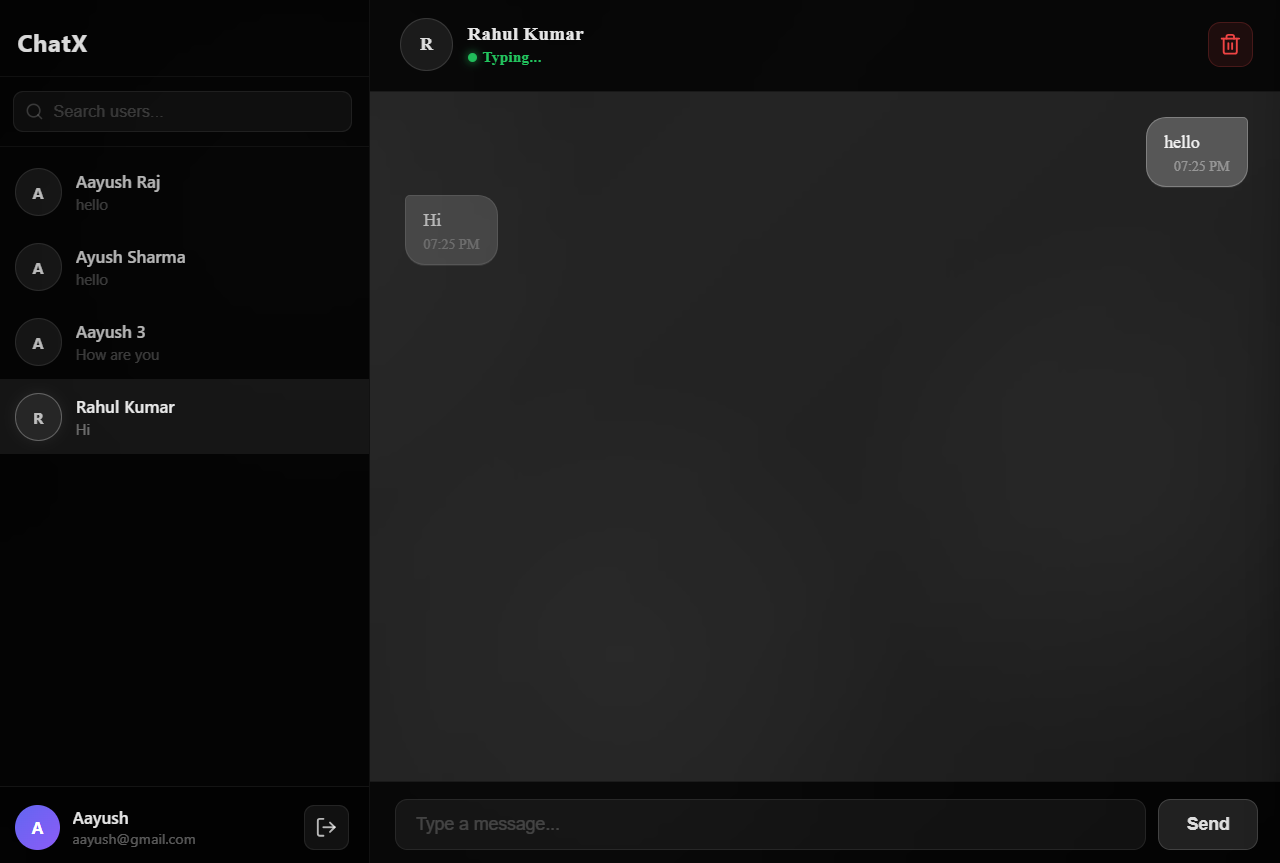 ChatX
Search users...
A
Aayush Raj
hello
A
Ayush Sharma
hello
A
Aayush 3
How are you
R
Rahul Kumar
Hi
A
Aayush
aayush@gmail.com
R
Rahul Kumar
Typing...
hello
07:25 PM
Hi
07:25 PM
Type a message...
Send